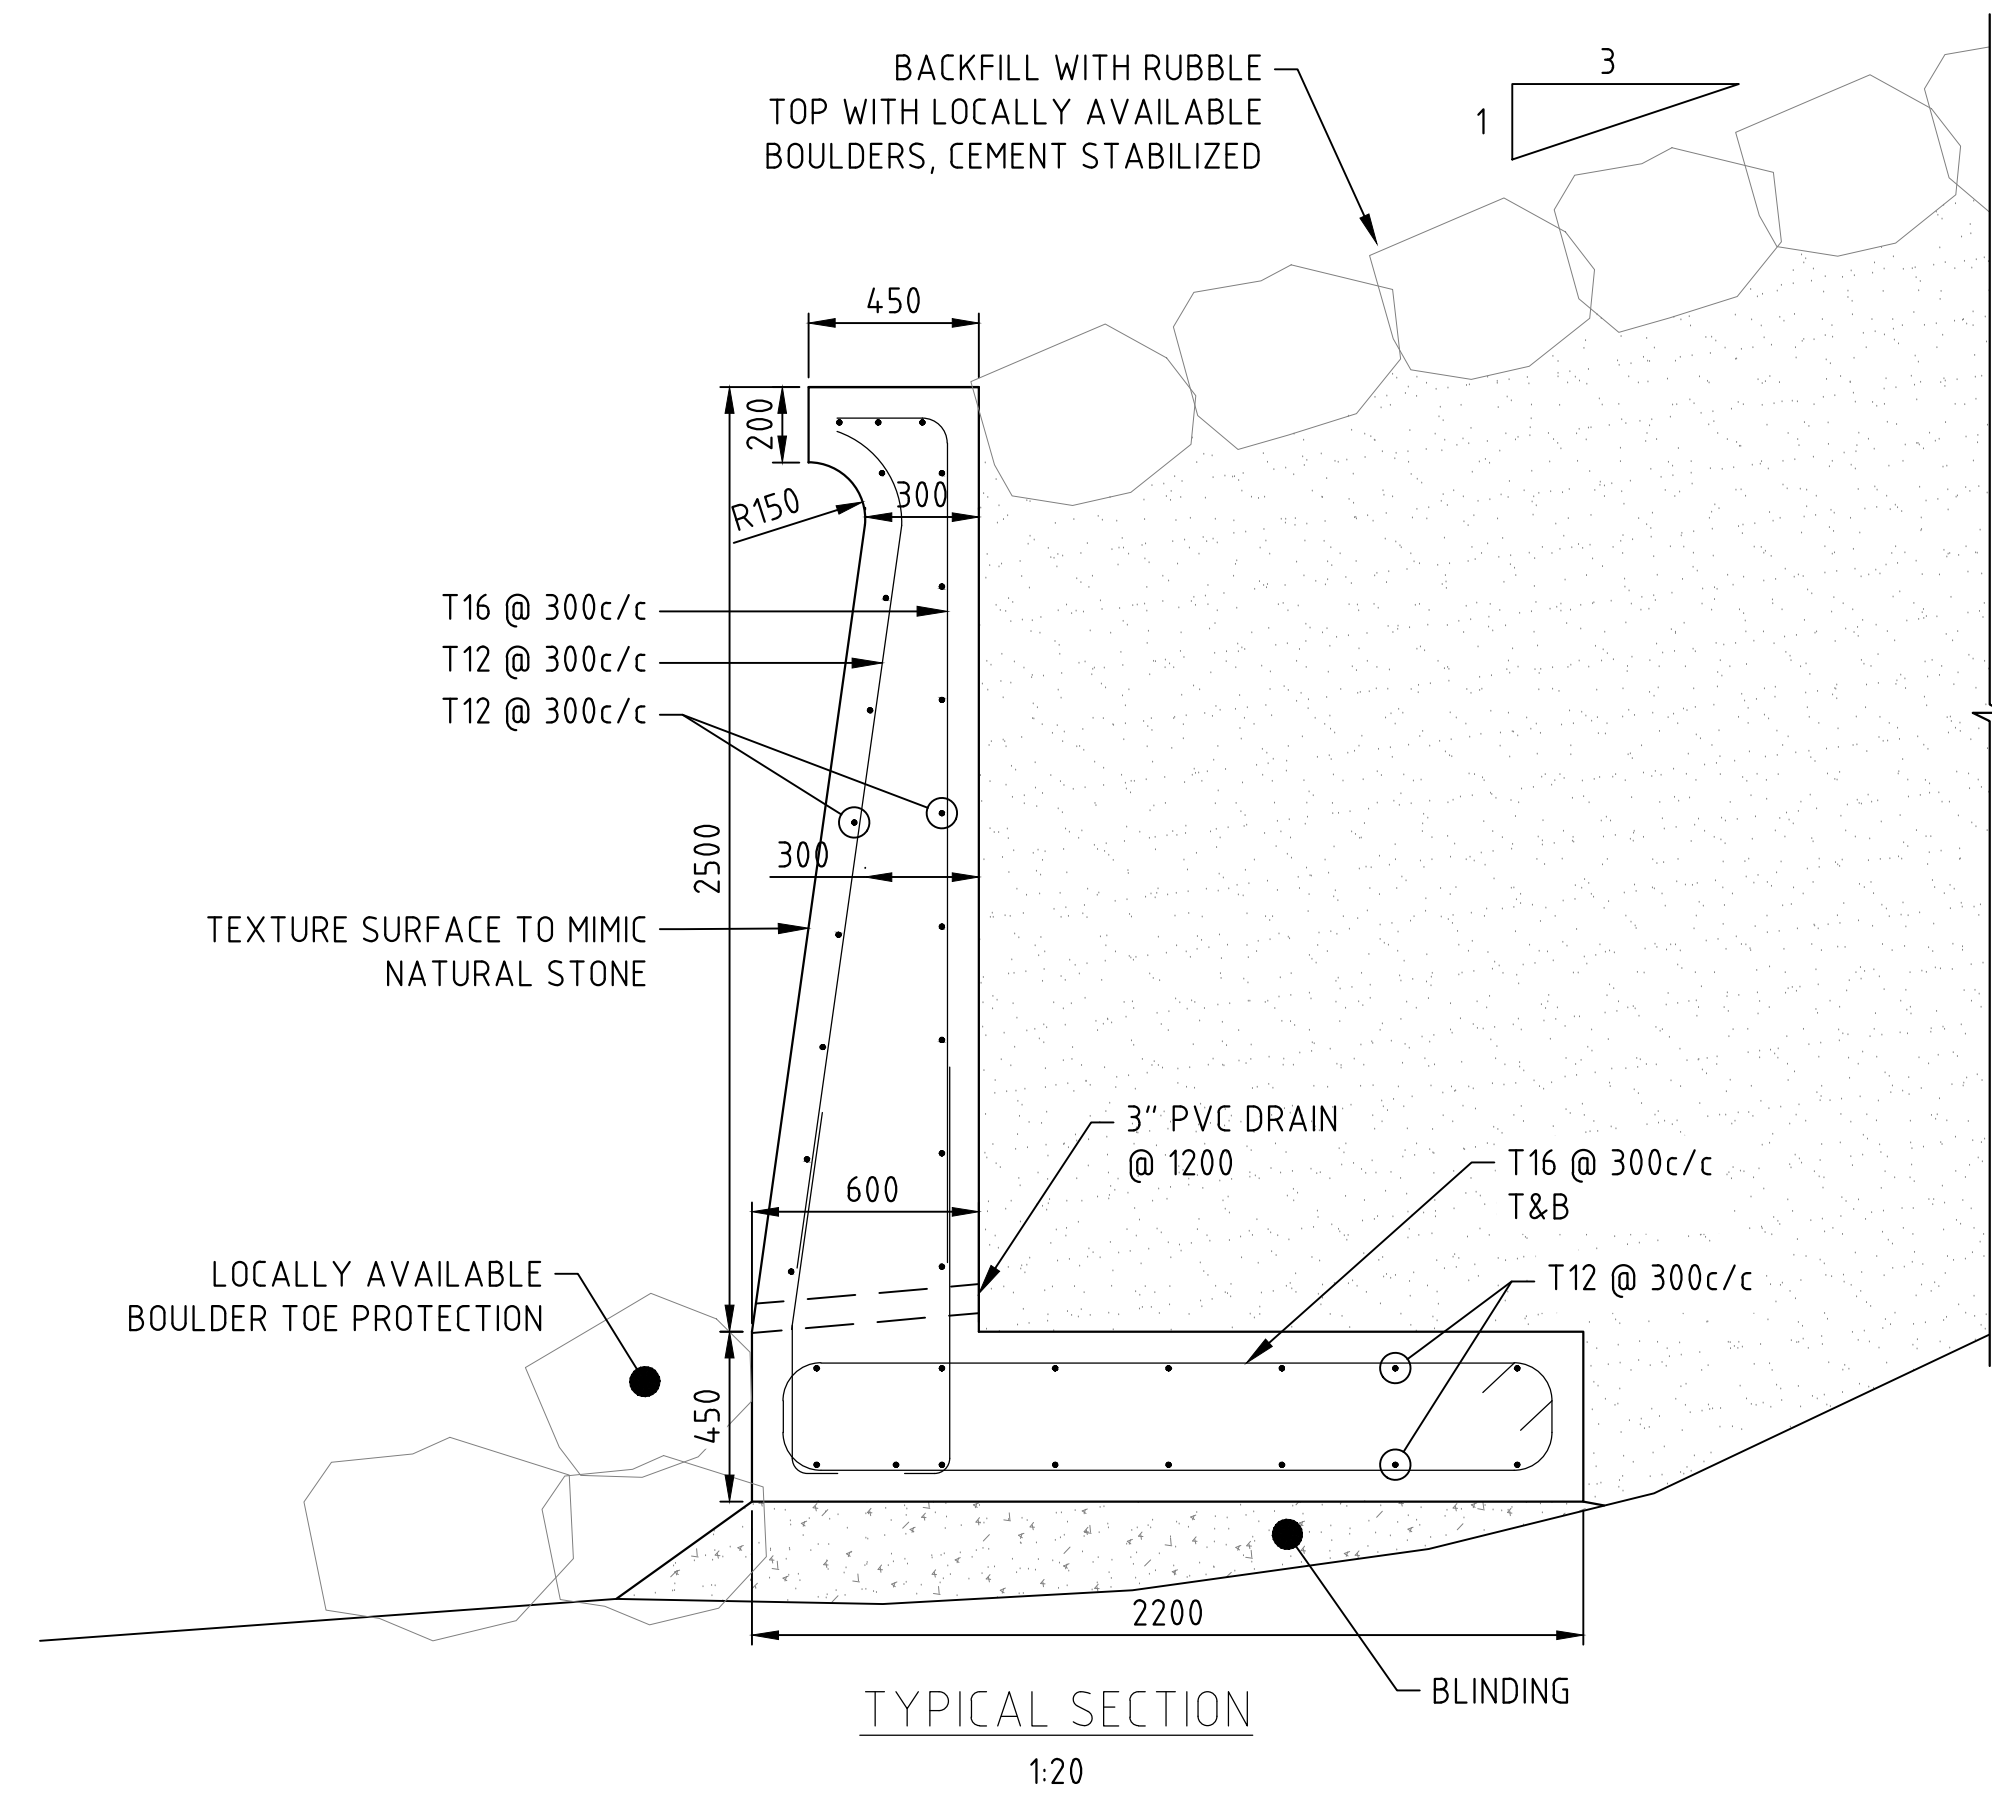 BACKFILL WITH RUBBLE
TOP WITH LOCALLY AVAILABLE
BOULDERS, CEMENT STABILIZED
3
1
450
200
300
R150
T16 @ 300c/c
T12 @ 300c/c
T12 @ 300c/c
2500
300
TEXTURE SURFACE TO MIMIC
NATURAL STONE
3" PVC DRAIN
@ 1200
T16 @ 300c/c
T&B
600
LOCALLY AVAILABLE
BOULDER TOE PROTECTION
T12 @ 300c/c
450
2200
BLINDING
TYPICAL SECTION
1:20